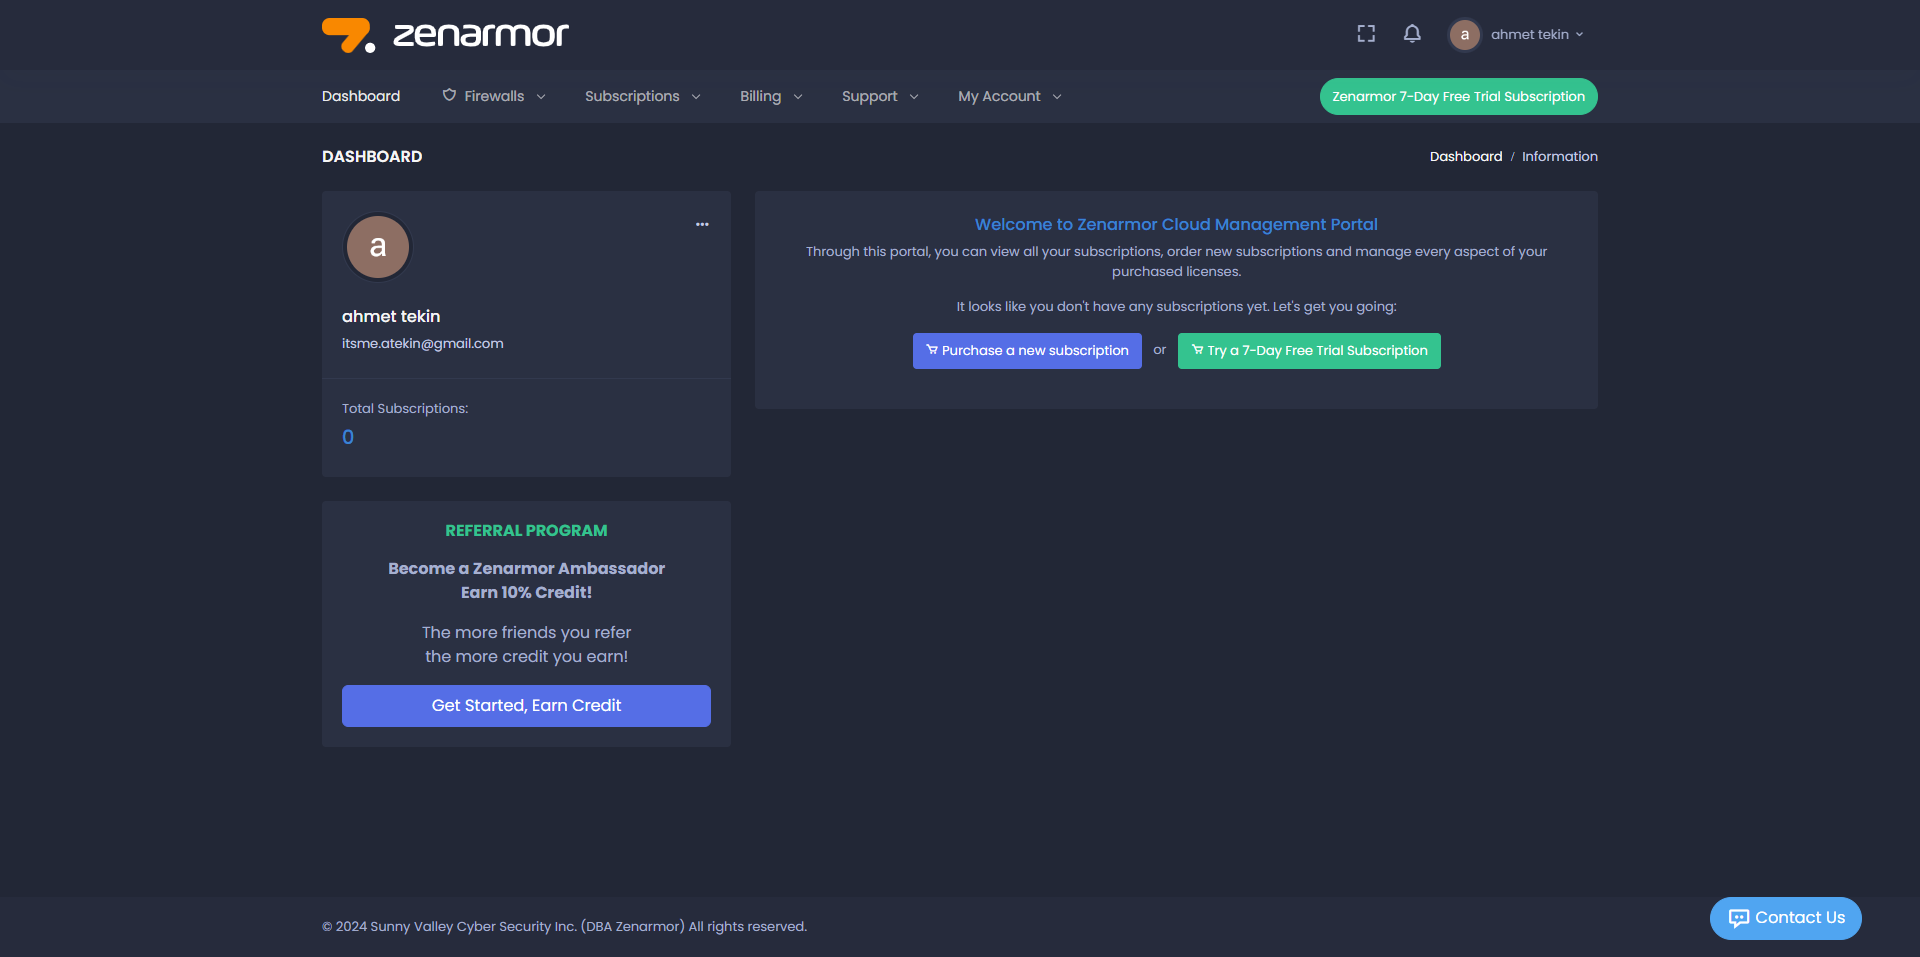 zenarmor
a
ahmet tekin
Dashboard
Firewalls
Subscriptions
Billing
Support
My Account
Zenarmor 7-Day Free Trial Subscription
DASHBOARD
Dashboard / Information
a
ahmet tekin
itsme.atekin@gmail.com
Total Subscriptions:
0
REFERRAL PROGRAM
Become a Zenarmor Ambassador
Earn 10% Credit!
The more friends you refer
the more credit you earn!
Get Started, Earn Credit
Welcome to Zenarmor Cloud Management Portal
Through this portal, you can view all your subscriptions, order new subscriptions and manage every aspect of your
purchased licenses.
It looks like you don't have any subscriptions yet. Let's get you going:
Purchase a new subscription
or
Try a 7-Day Free Trial Subscription
© 2024 Sunny Valley Cyber Security Inc. (DBA Zenarmor) All rights reserved.
Contact Us